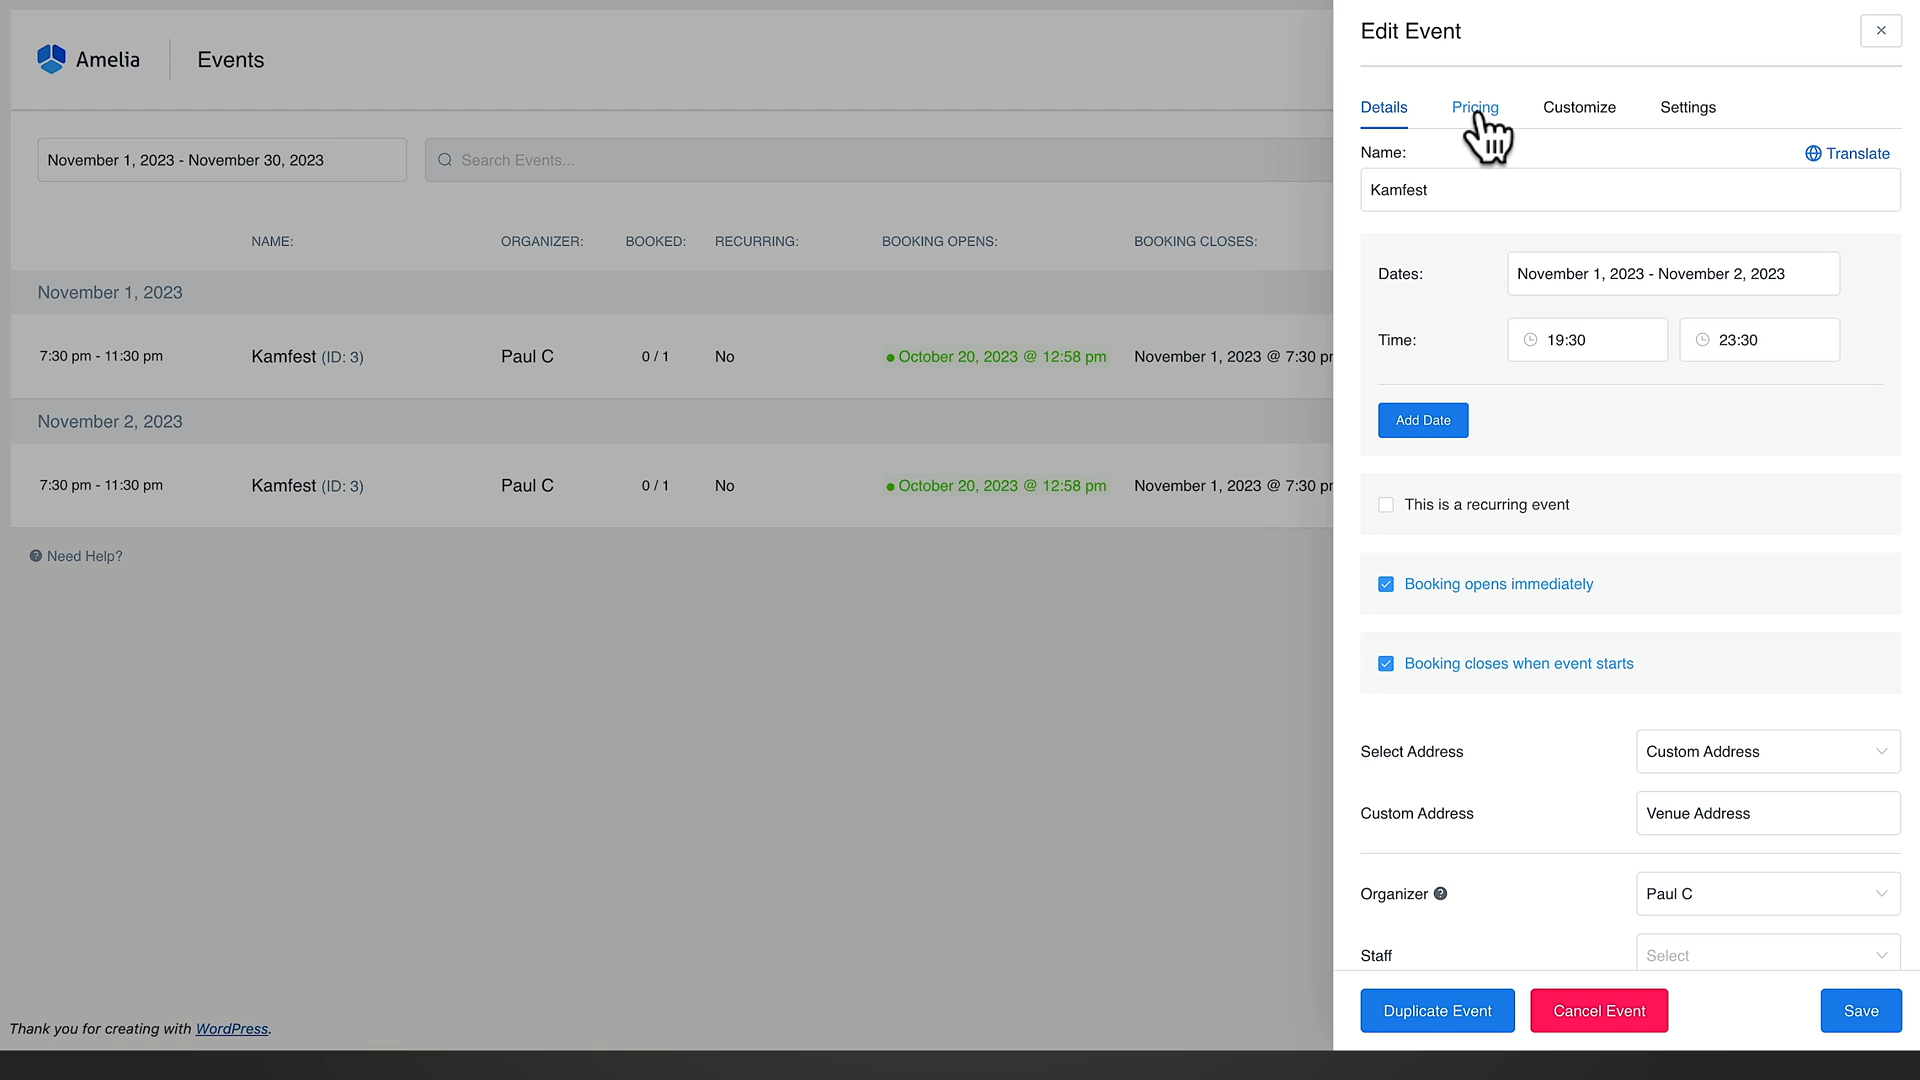 Amelia
Events
November 1, 2023 - November 30, 2023
Search Events...
NAME: ORGANIZER: BOOKED: RECURRING: BOOKING OPENS: BOOKING CLOSES:
November 1, 2023
7:30 pm - 11:30 pm Kamfest (ID: 3) Paul C 0 / 1 No October 20, 2023 @ 12:58 pm November 1, 2023 @ 7:30 pr
November 2, 2023
7:30 pm - 11:30 pm Kamfest (ID: 3) Paul C 0 / 1 No October 20, 2023 @ 12:58 pm November 1, 2023 @ 7:30 pr
Need Help?
Thank you for creating with WordPress.
Edit Event
Details Pricing Customize Settings
Name: Translate
Kamfest
Dates: November 1, 2023 - November 2, 2023
Time: 19:30 23:30
Add Date
This is a recurring event
Booking opens immediately
Booking closes when event starts
Select Address Custom Address
Custom Address Venue Address
Organizer Paul C
Staff Select
Duplicate Event Cancel Event Save